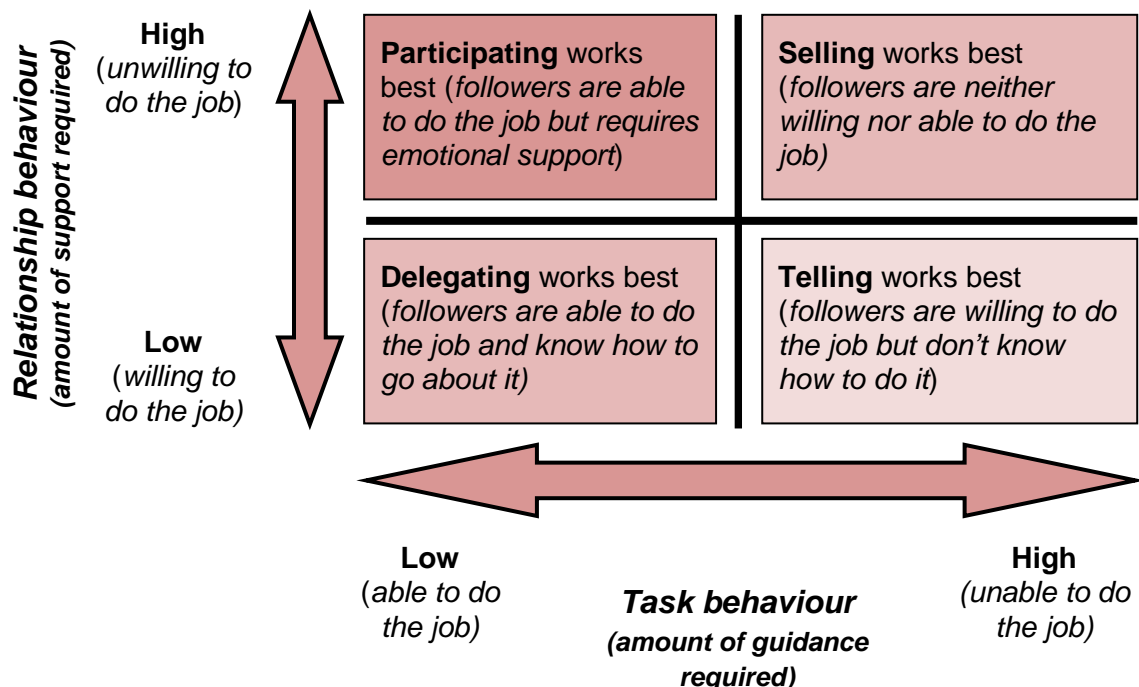 Relationship behaviour
(amount of support required)
High
(unwilling to
do the job)
Low
(willing to
do the job)
Participating works
best (followers are able
to do the job but requires
emotional support)
Selling works best
(followers are neither
willing nor able to do the
job)
Delegating works best
(followers are able to do
the job and know how to
go about it)
Telling works best
(followers are willing to do
the job but don't know
how to do it)
Low
(able to do
the job)
Task behaviour
(amount of guidance
required)
High
(unable to do
the job)